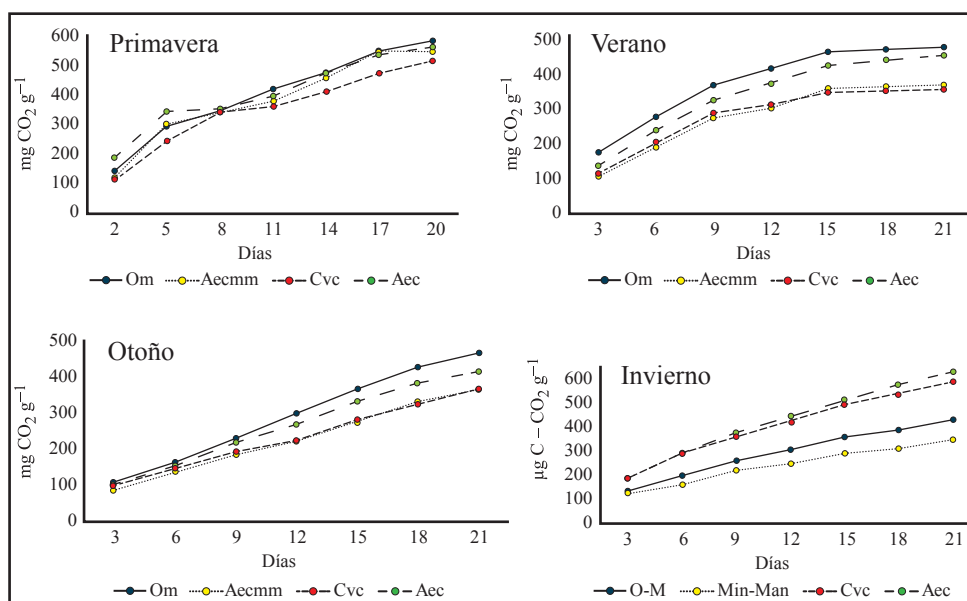 Primavera
mg CO₂ g⁻¹
600
500
400
300
200
100
0
2 5 8 11 14 17 20
Días
Om Aecmm Cvc Aec
Verano
mg CO₂ g⁻¹
500
400
300
200
100
0
3 6 9 12 15 18 21
Días
Om Aecmm Cvc Aec
Otoño
mg CO₂ g⁻¹
500
400
300
200
100
0
3 6 9 12 15 18 21
Días
Om Aecmm Cvc Aec
Invierno
µg C – CO₂ g⁻¹
600
500
400
300
200
100
0
3 6 9 12 15 18 21
Días
O-M Min-Man Cvc Aec